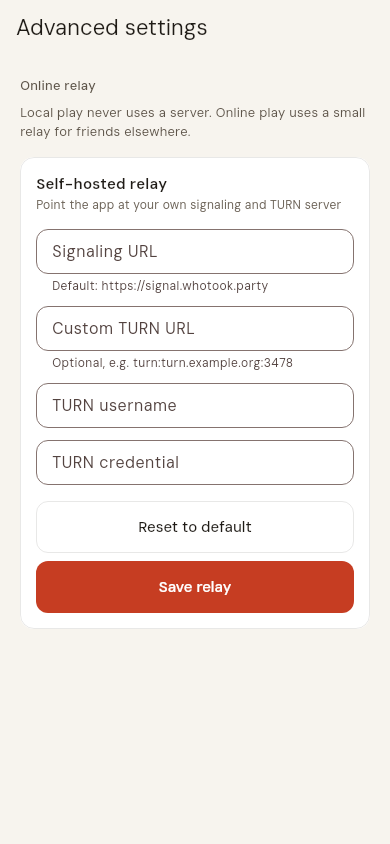 Advanced settings
Online relay
Local play never uses a server. Online play uses a small
relay for friends elsewhere.
Self-hosted relay
Point the app at your own signaling and TURN server
Signaling URL
Default: https://signal.whotook.party
Custom TURN URL
Optional, e.g. turn:turn.example.org:3478
TURN username
TURN credential
Reset to default
Save relay